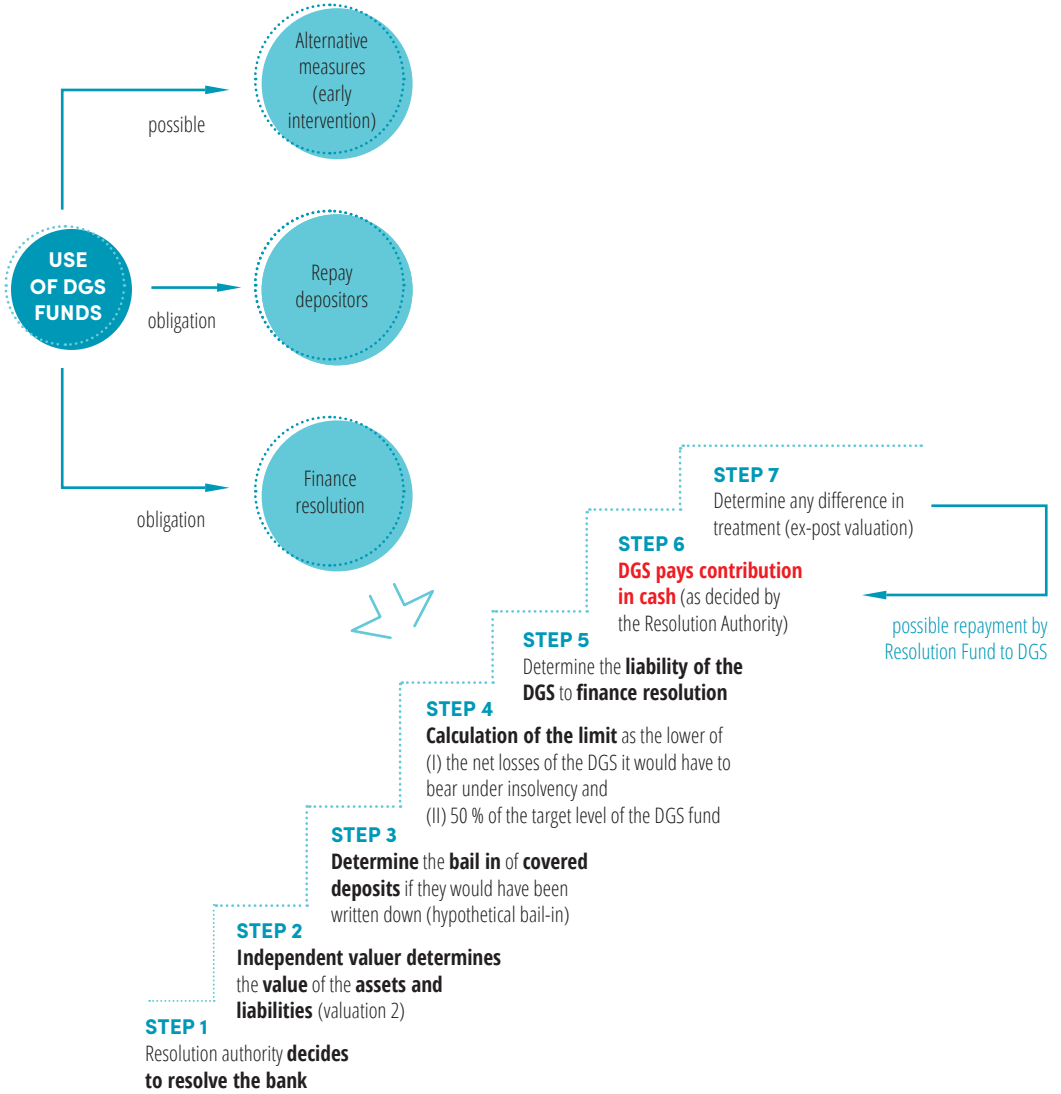 Alternative
measures
(early
intervention)
possible
USE
OF DGS
FUNDS
Repay
depositors
obligation
Finance
resolution
obligation
STEP 7
Determine any difference in
treatment (ex-post valuation)
STEP 6
DGS pays contribution
in cash (as decided by
the Resolution Authority)
possible repayment by
Resolution Fund to DGS
STEP 5
Determine the liability of the
DGS to finance resolution
STEP 4
Calculation of the limit as the lower of
(I) the net losses of the DGS it would have to
bear under insolvency and
(II) 50 % of the target level of the DGS fund
STEP 3
Determine the bail in of covered
deposits if they would have been
written down (hypothetical bail-in)
STEP 2
Independent valuer determines
the value of the assets and
liabilities (valuation 2)
STEP 1
Resolution authority decides
to resolve the bank